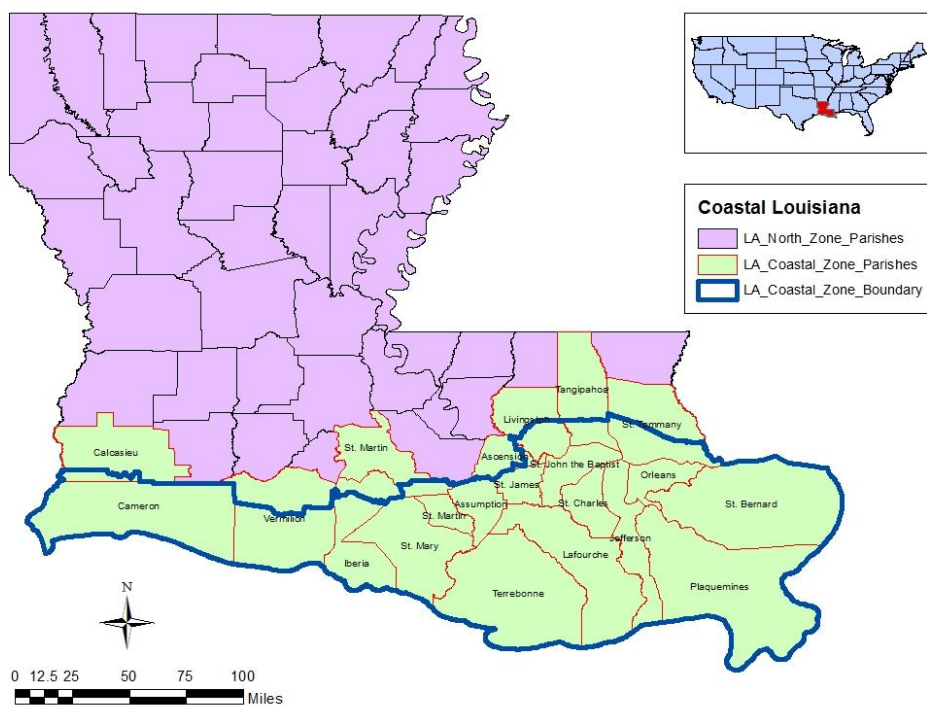 Coastal Louisiana
LA_North_Zone_Parishes
LA_Coastal_Zone_Parishes
LA_Coastal_Zone_Boundary
Tangipahoa
Livingston
St. Tammany
Calcasieu
St. Martin
Ascension
St. John the Baptist
Orleans
St. James
Cameron
Vermilion
St. Martin
Assumption
St. Charles
St. Bernard
Iberia
St. Mary
Jefferson
Lafourche
Terrebonne
Plaquemines
N
0 12.5 25 50 75 100
Miles